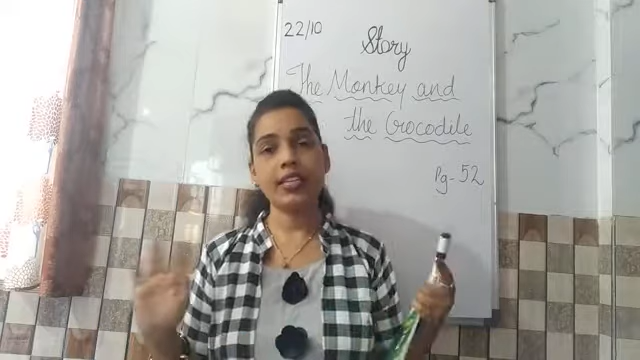 22/10
Story
The Monkey and
the Crocodile
Pg-52